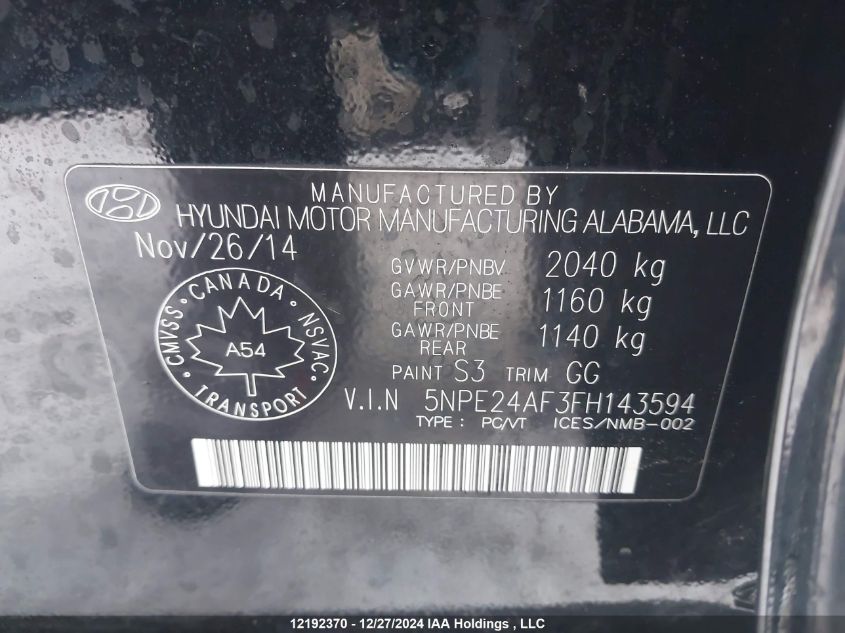 MANUFACTURED BY
HYUNDAI MOTOR MANUFACTURING ALABAMA, LLC
Nov/26/14
GVWR/PNBV 2040 kg
GAWR/PNBE FRONT 1160 kg
GAWR/PNBE REAR 1140 kg
PAINT S3 TRIM GG
CMVSS • CANADA • NSVAC • TRANSPORT •
A54
V.I.N 5NPE24AF3FH143594
TYPE : PC/VT ICES/NMB-002
12192370 - 12/27/2024 IAA Holdings , LLC